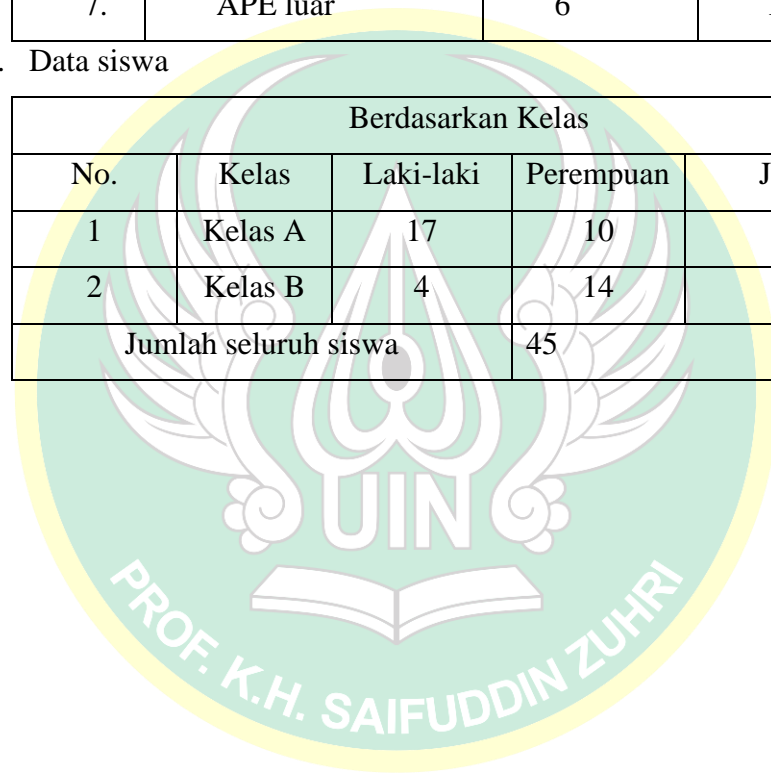 7. APE luar 6
. Data siswa
Berdasarkan Kelas
No. Kelas Laki-laki Perempuan J
1 Kelas A 17 10
2 Kelas B 4 14
Jumlah seluruh siswa 45
UIN
PROF. K.H. SAIFUDDIN ZUHRI